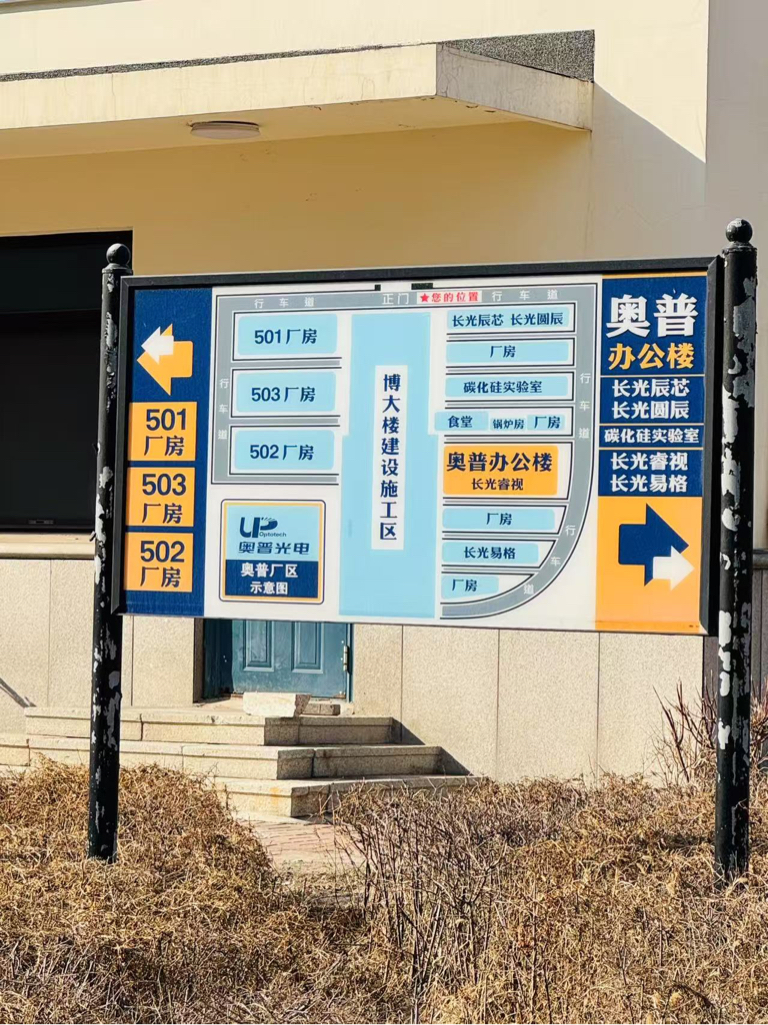 501
厂房
503
厂房
502
厂房
行车道
正门
★您的位置
行车道
501厂房
503厂房
502厂房
行车道
UP
Optotech
奥普光电
奥普厂区
示意图
博大楼建设施工区
长光辰芯 长光圆辰
厂房
碳化硅实验室
食堂
锅炉房
厂房
奥普办公楼
长光睿视
厂房
长光易格
厂房
行车道
行车道
奥普
办公楼
长光辰芯
长光圆辰
碳化硅实验室
长光睿视
长光易格